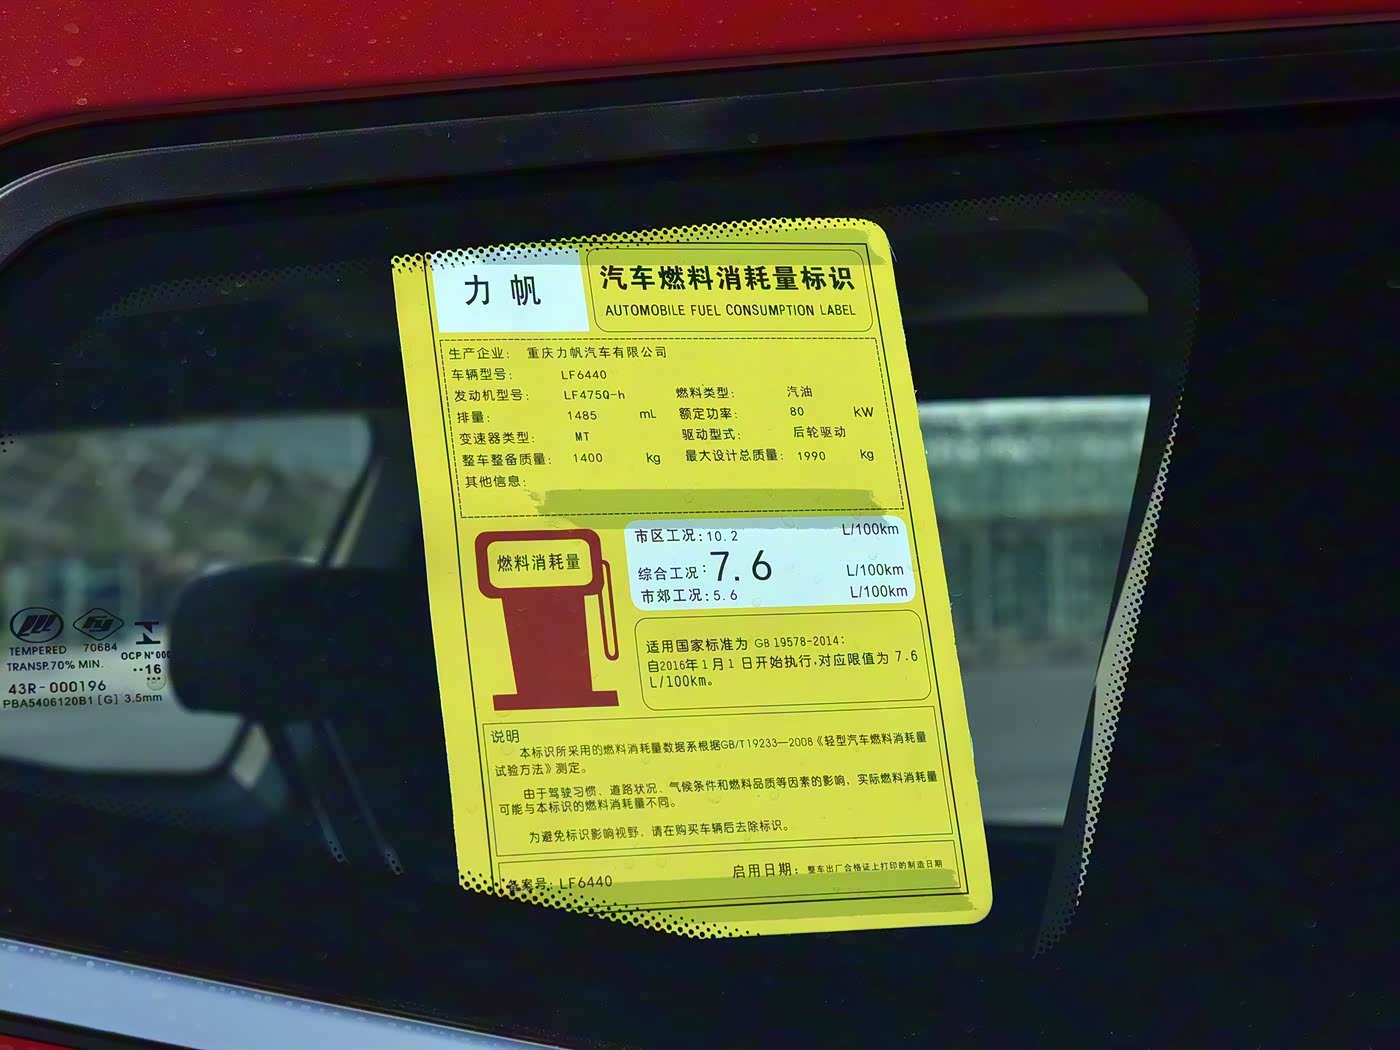 力帆
汽车燃料消耗量标识
AUTOMOBILE FUEL CONSUMPTION LABEL
生产企业: 重庆力帆汽车有限公司
车辆型号: LF6440
发动机型号: LF475Q-h 燃料类型: 汽油
排量: 1485 mL 额定功率: 80 kW
变速器类型: MT 驱动型式: 后轮驱动
整车整备质量: 1400 kg 最大设计总质量: 1990 kg
其他信息:
燃料消耗量
市区工况: 10.2 L/100km
综合工况: 7.6 L/100km
市郊工况: 5.6 L/100km
适用国家标准为 GB 19578-2014:
自2016年1月1日开始执行,对应限值为 7.6
L/100km。
说明
本标识所采用的燃料消耗量数据系根据GB/T19233—2008《轻型汽车燃料消耗量
试验方法》测定。
由于驾驶习惯、道路状况、气候条件和燃料品质等因素的影响，实际燃料消耗量
可能与本标识的燃料消耗量不同。
为避免标识影响视野，请在购买车辆后去除标识。
备案号: LF6440 启用日期: 整车出厂合格证上打印的制造日期
TEMPERED 70684
TRANSP.70% MIN. OCP N°000
··16
43R-000196
PBA5406120B1 [G] 3.5mm